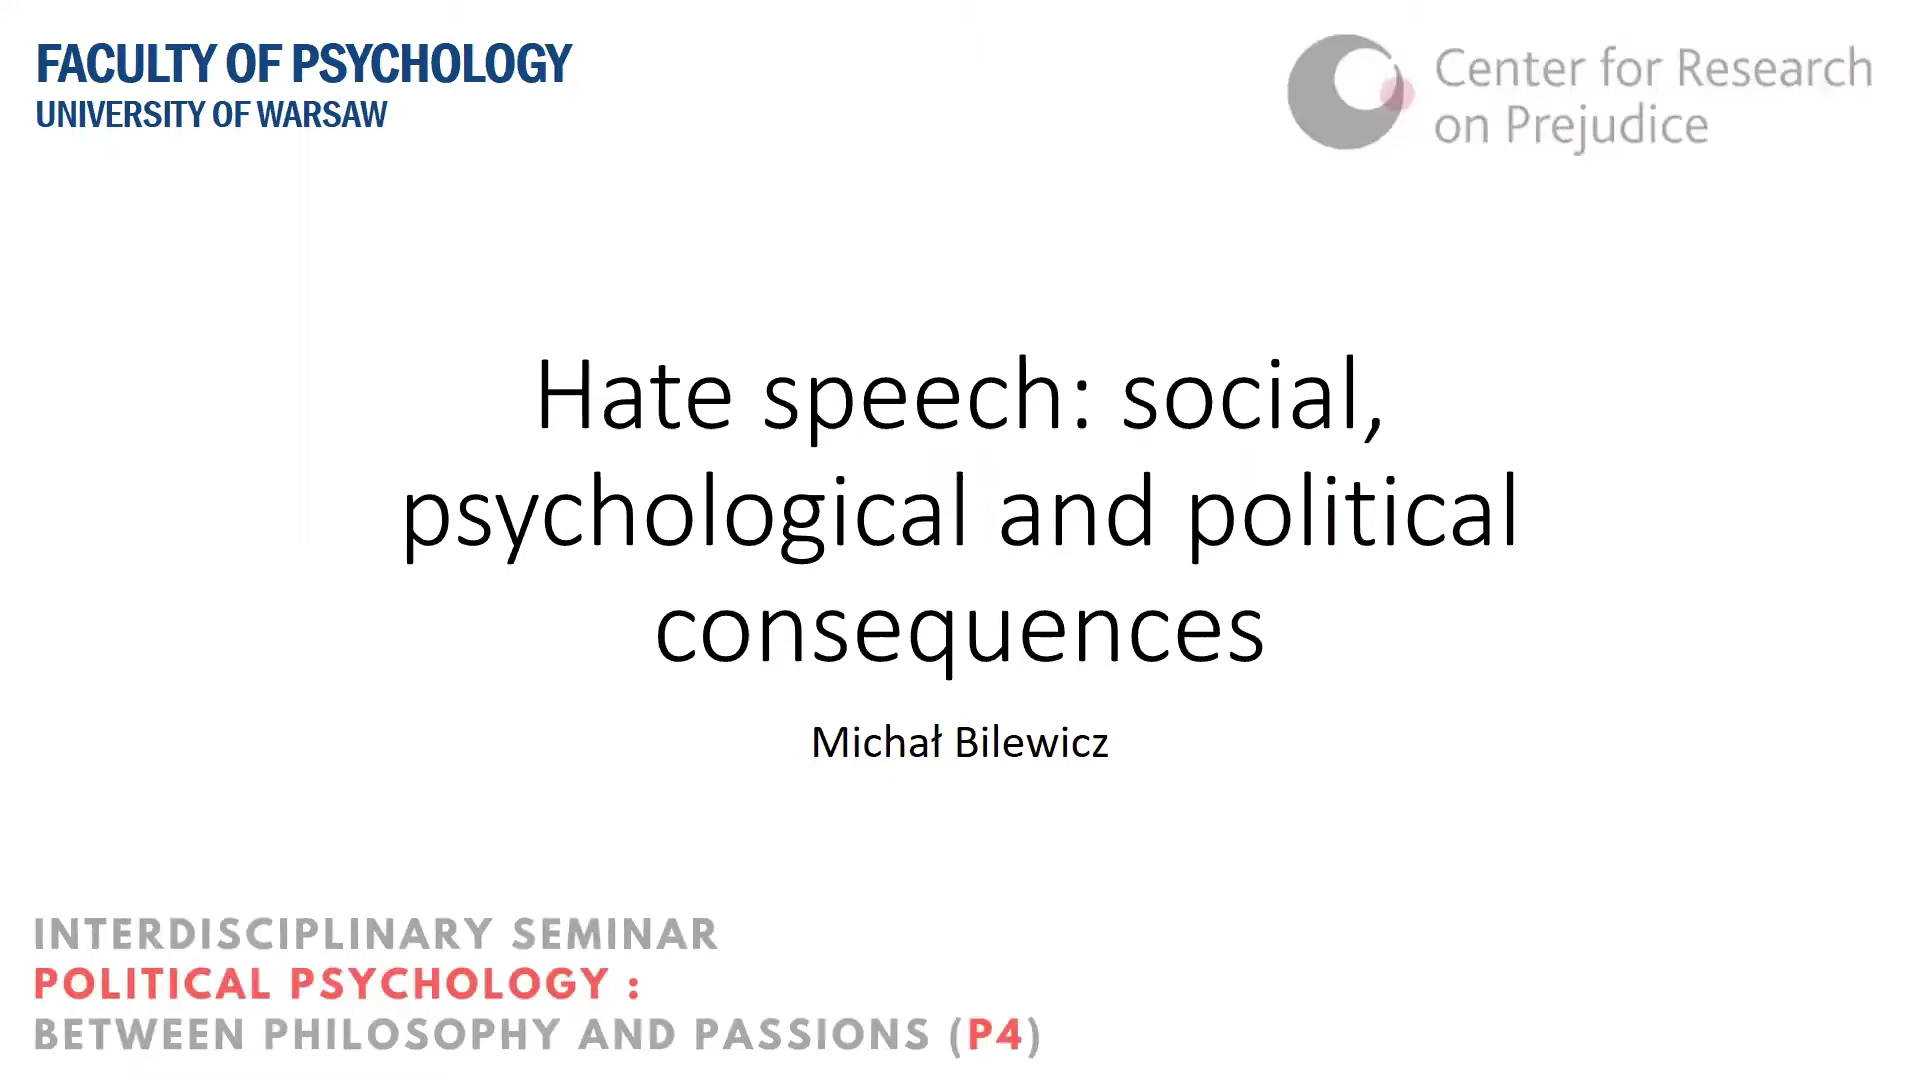 FACULTY OF PSYCHOLOGY
UNIVERSITY OF WARSAW
Center for Research
on Prejudice
Hate speech: social,
psychological and political
consequences
Michał Bilewicz
INTERDISCIPLINARY SEMINAR
POLITICAL PSYCHOLOGY :
BETWEEN PHILOSOPHY AND PASSIONS (P4)